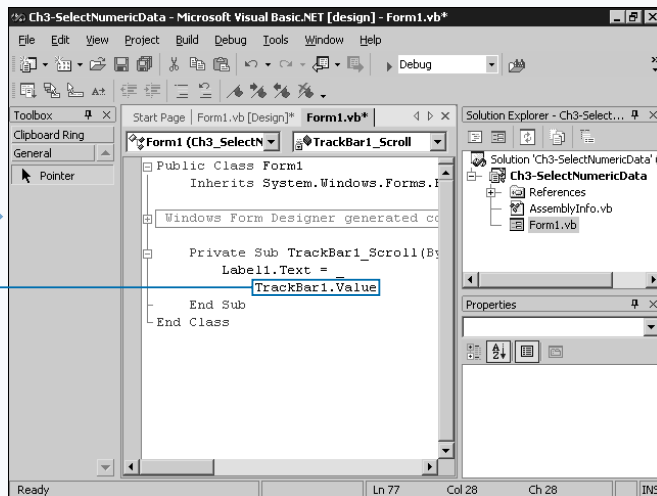 Ch3-SelectNumericData - Microsoft Visual Basic.NET [design] - Form1.vb*
File Edit View Project Build Debug Tools Window Help
Debug
Toolbox
Clipboard Ring
General
Pointer
Start Page Form1.vb [Design]* Form1.vb*
Form1 (Ch3_SelectN TrackBar1_Scroll
Public Class Form1
Inherits System.Windows.Forms.
Windows Form Designer generated co
Private Sub TrackBar1_Scroll(By
Label1.Text = _
TrackBar1.Value
End Sub
End Class
Solution Explorer - Ch3-Select...
Solution 'Ch3-SelectNumericData' (
Ch3-SelectNumericData
References
AssemblyInfo.vb
Form1.vb
Properties
Ready Ln 77 Col 28 Ch 28 INS